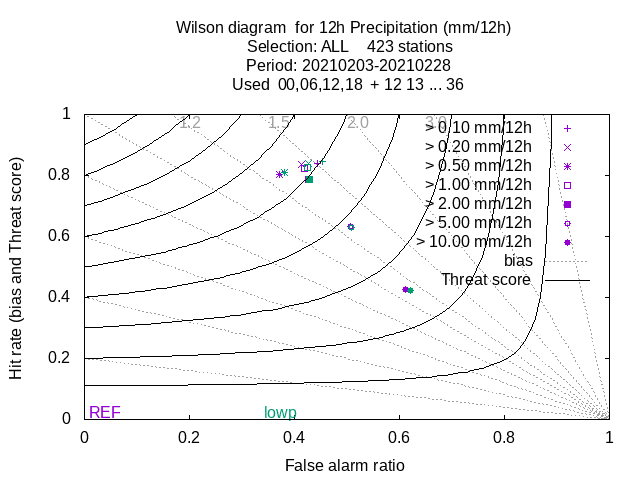 Wilson diagram  for 12h Precipitation (mm/12h)
Selection: ALL    423 stations
Period: 20210203-20210228
Used  00,06,12,18  + 12 13 ... 36
1
0.8
0.6
0.4
0.2
0
Hit rate (bias and Threat score)
1.2
1.5
2.0
3.0
> 0.10 mm/12h
> 0.20 mm/12h
> 0.50 mm/12h
> 1.00 mm/12h
> 2.00 mm/12h
> 5.00 mm/12h
> 10.00 mm/12h
bias
Threat score
REF
lowp
0
0.2
0.4
0.6
0.8
1
False alarm ratio